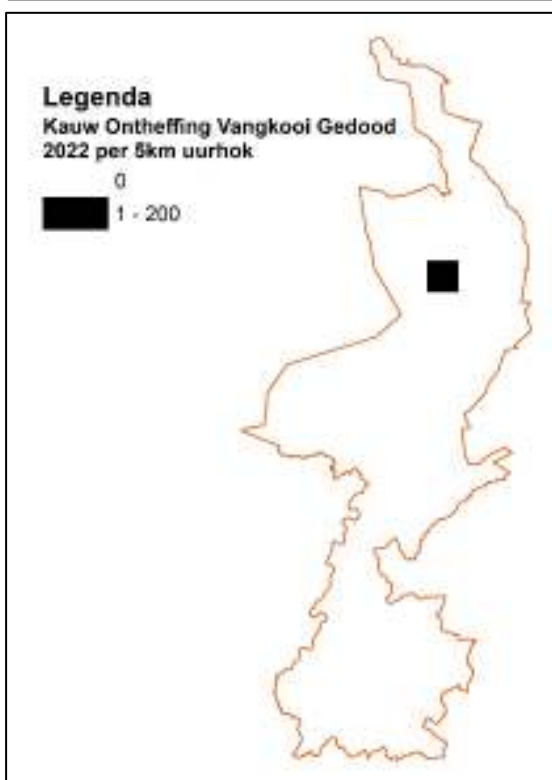 Legenda
Kauw Ontheffing Vangkooi Gedood
2022 per 5km uurhok
0
1 - 200